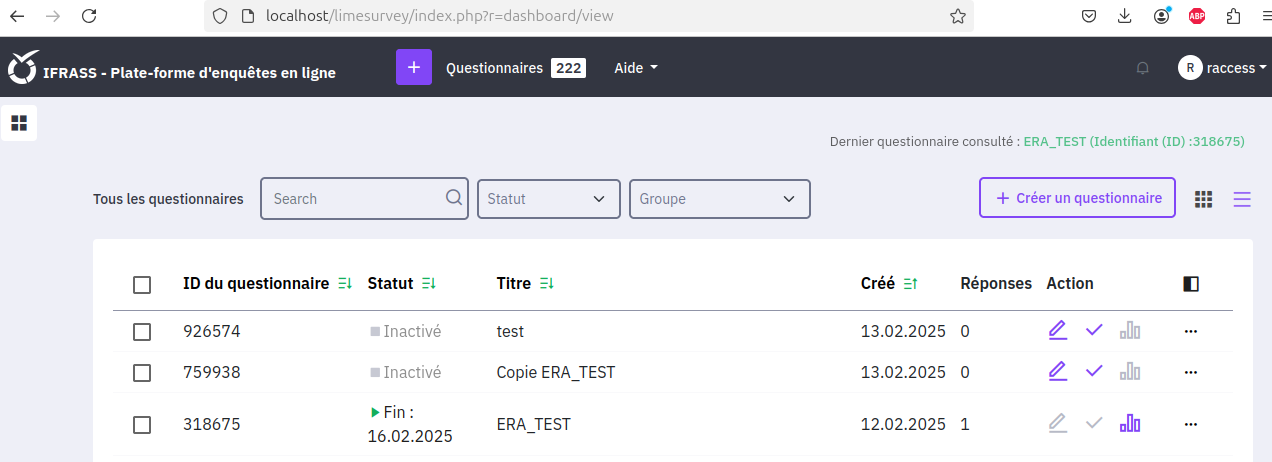 localhost/limesurvey/index.php?r=dashboard/view
ABP
IFRASS - Plate-forme d'enquêtes en ligne
+ Questionnaires 222 Aide
R raccess
Dernier questionnaire consulté : ERA_TEST (Identifiant (ID) :318675)
Tous les questionnaires Search Statut Groupe + Créer un questionnaire
ID du questionnaire Statut Titre Créé Réponses Action
926574 Inactivé test 13.02.2025 0 ...
759938 Inactivé Copie ERA_TEST 13.02.2025 0 ...
318675 Fin : 16.02.2025 ERA_TEST 12.02.2025 1 ...